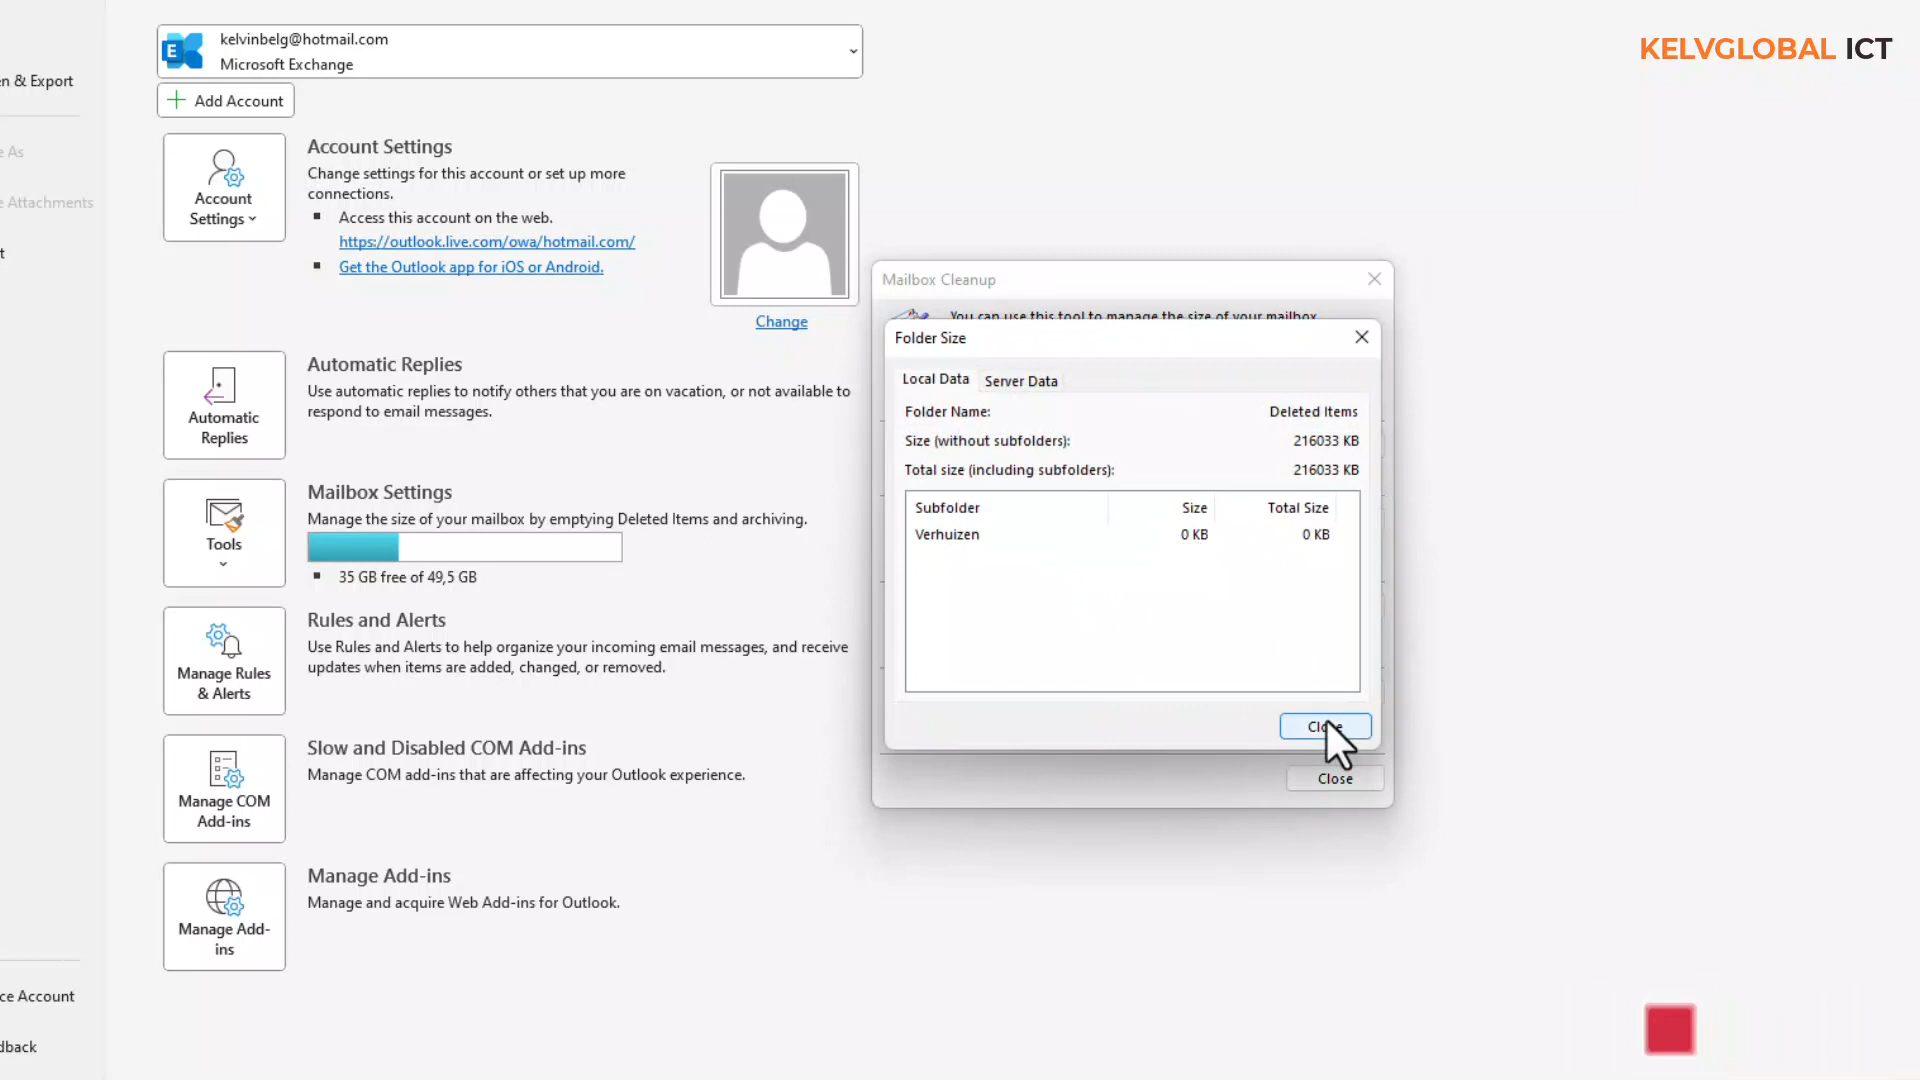 kelvinbelg@hotmail.com
Microsoft Exchange
KELVGLOBAL ICT
n & Export
Add Account
e As
e Attachments
t
Account
Settings
Account Settings
Change settings for this account or set up more
connections.
Access this account on the web.
https://outlook.live.com/owa/hotmail.com/
Get the Outlook app for iOS or Android.
Change
Automatic
Replies
Automatic Replies
Use automatic replies to notify others that you are on vacation, or not available to
respond to email messages.
Tools
Mailbox Settings
Manage the size of your mailbox by emptying Deleted Items and archiving.
35 GB free of 49,5 GB
Manage Rules
& Alerts
Rules and Alerts
Use Rules and Alerts to help organize your incoming email messages, and receive
updates when items are added, changed, or removed.
Manage COM
Add-ins
Slow and Disabled COM Add-ins
Manage COM add-ins that are affecting your Outlook experience.
Manage Add-
ins
Manage Add-ins
Manage and acquire Web Add-ins for Outlook.
ce Account
dback
Mailbox Cleanup
You can use this tool to manage the size of your mailbox.
Folder Size
Local Data Server Data
Folder Name: Deleted Items
Size (without subfolders): 216033 KB
Total size (including subfolders): 216033 KB
Subfolder Size Total Size
Verhuizen 0 KB 0 KB
Close
Close